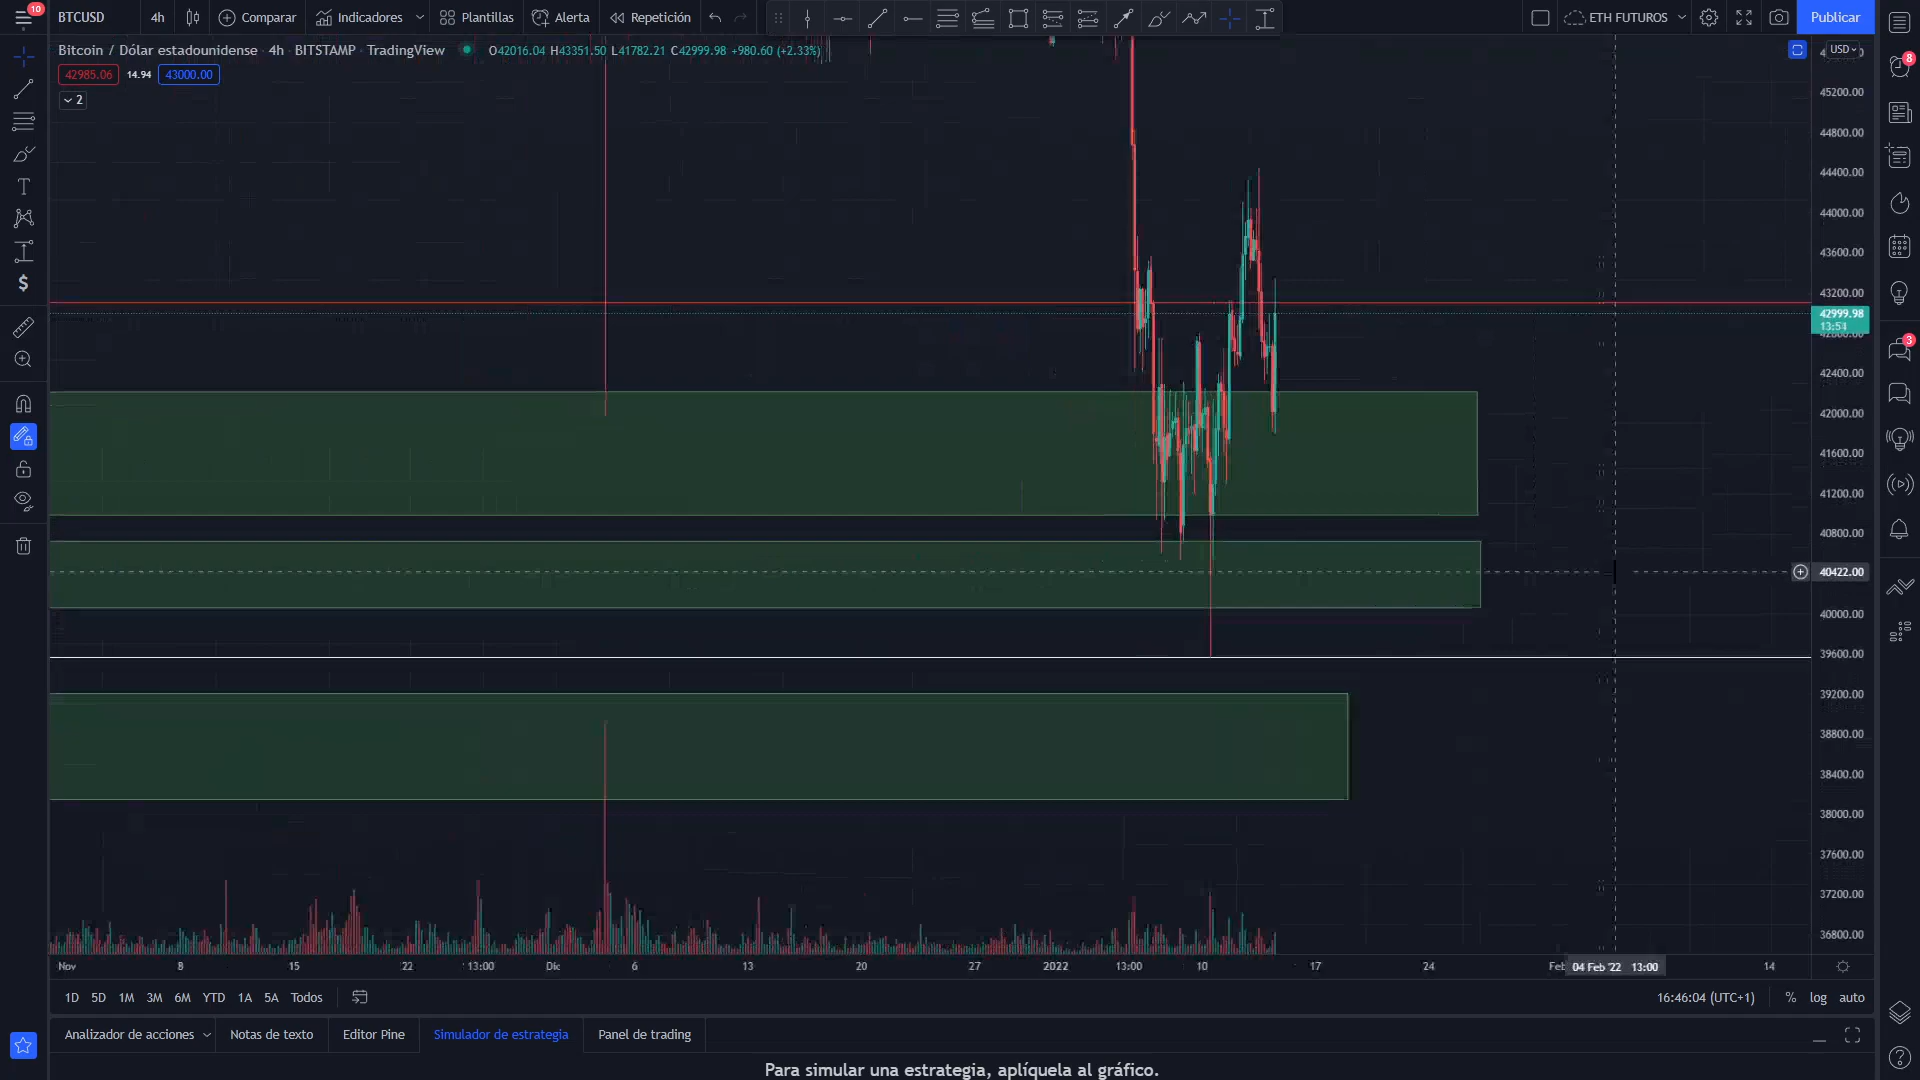 10
BTCUSD
4h
Comparar
Indicadores
Plantillas
Alerta
Repetición
ETH FUTUROS
Publicar
Bitcoin / Dólar estadounidense · 4h · BITSTAMP · TradingView
O42016.04 H43351.50 L41782.21 C42999.98 +980.60 (+2.33%)
42985.06 14.94 43000.00
2
USD
8
45200.00
44800.00
44400.00
44000.00
43600.00
43200.00
42999.98
13:54
42400.00
42000.00
41600.00
41200.00
40800.00
40422.00
40000.00
39600.00
39200.00
38800.00
38400.00
38000.00
37600.00
37200.00
36800.00
3
Nov 8 15 22 13:00 Dic 6 13 20 27 2022 13:00 10 17 24 Feb 04 Feb '22 13:00 14
1D 5D 1M 3M 6M YTD 1A 5A Todos
16:46:04 (UTC+1) % log auto
Analizador de acciones Notas de texto Editor Pine Simulador de estrategia Panel de trading
Para simular una estrategia, aplíquela al gráfico.